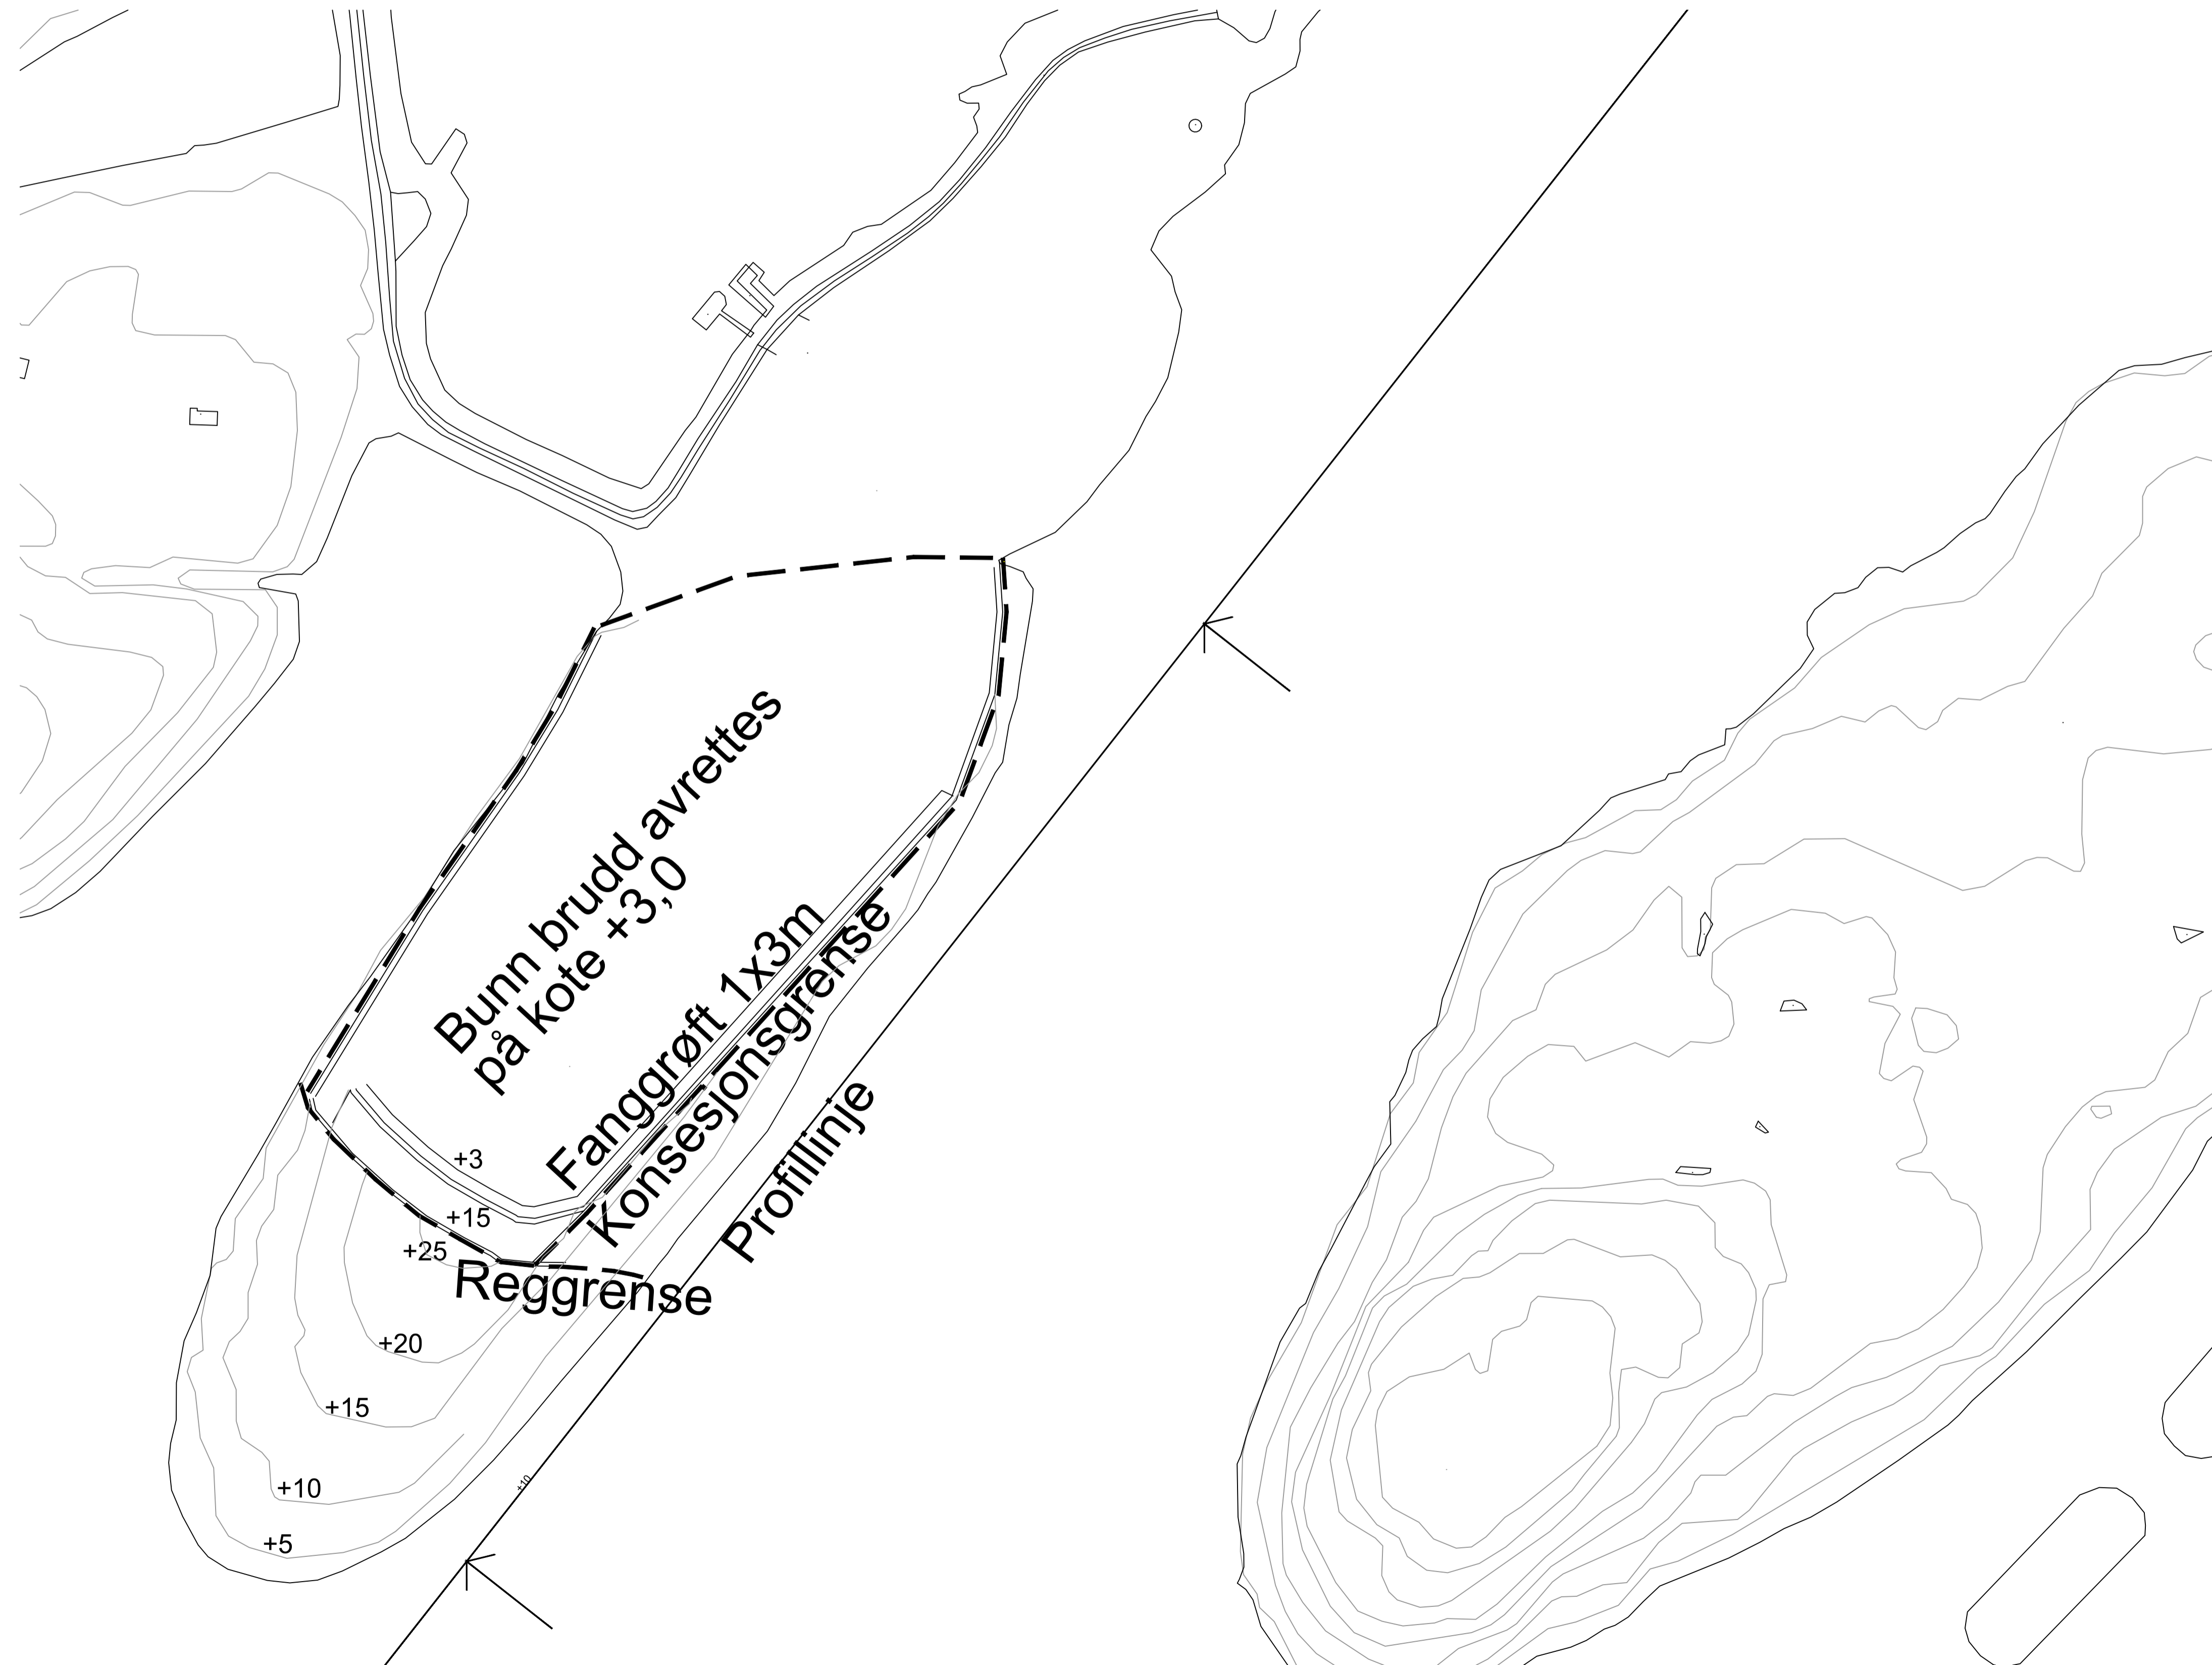 Bunn brudd avrettes
på kote +3,0
Fanggrøft 1x3m
Konsesjonsgrense
Profillinje
+3
+15
+25
Reggrense
+20
+15
+10
+10
+5